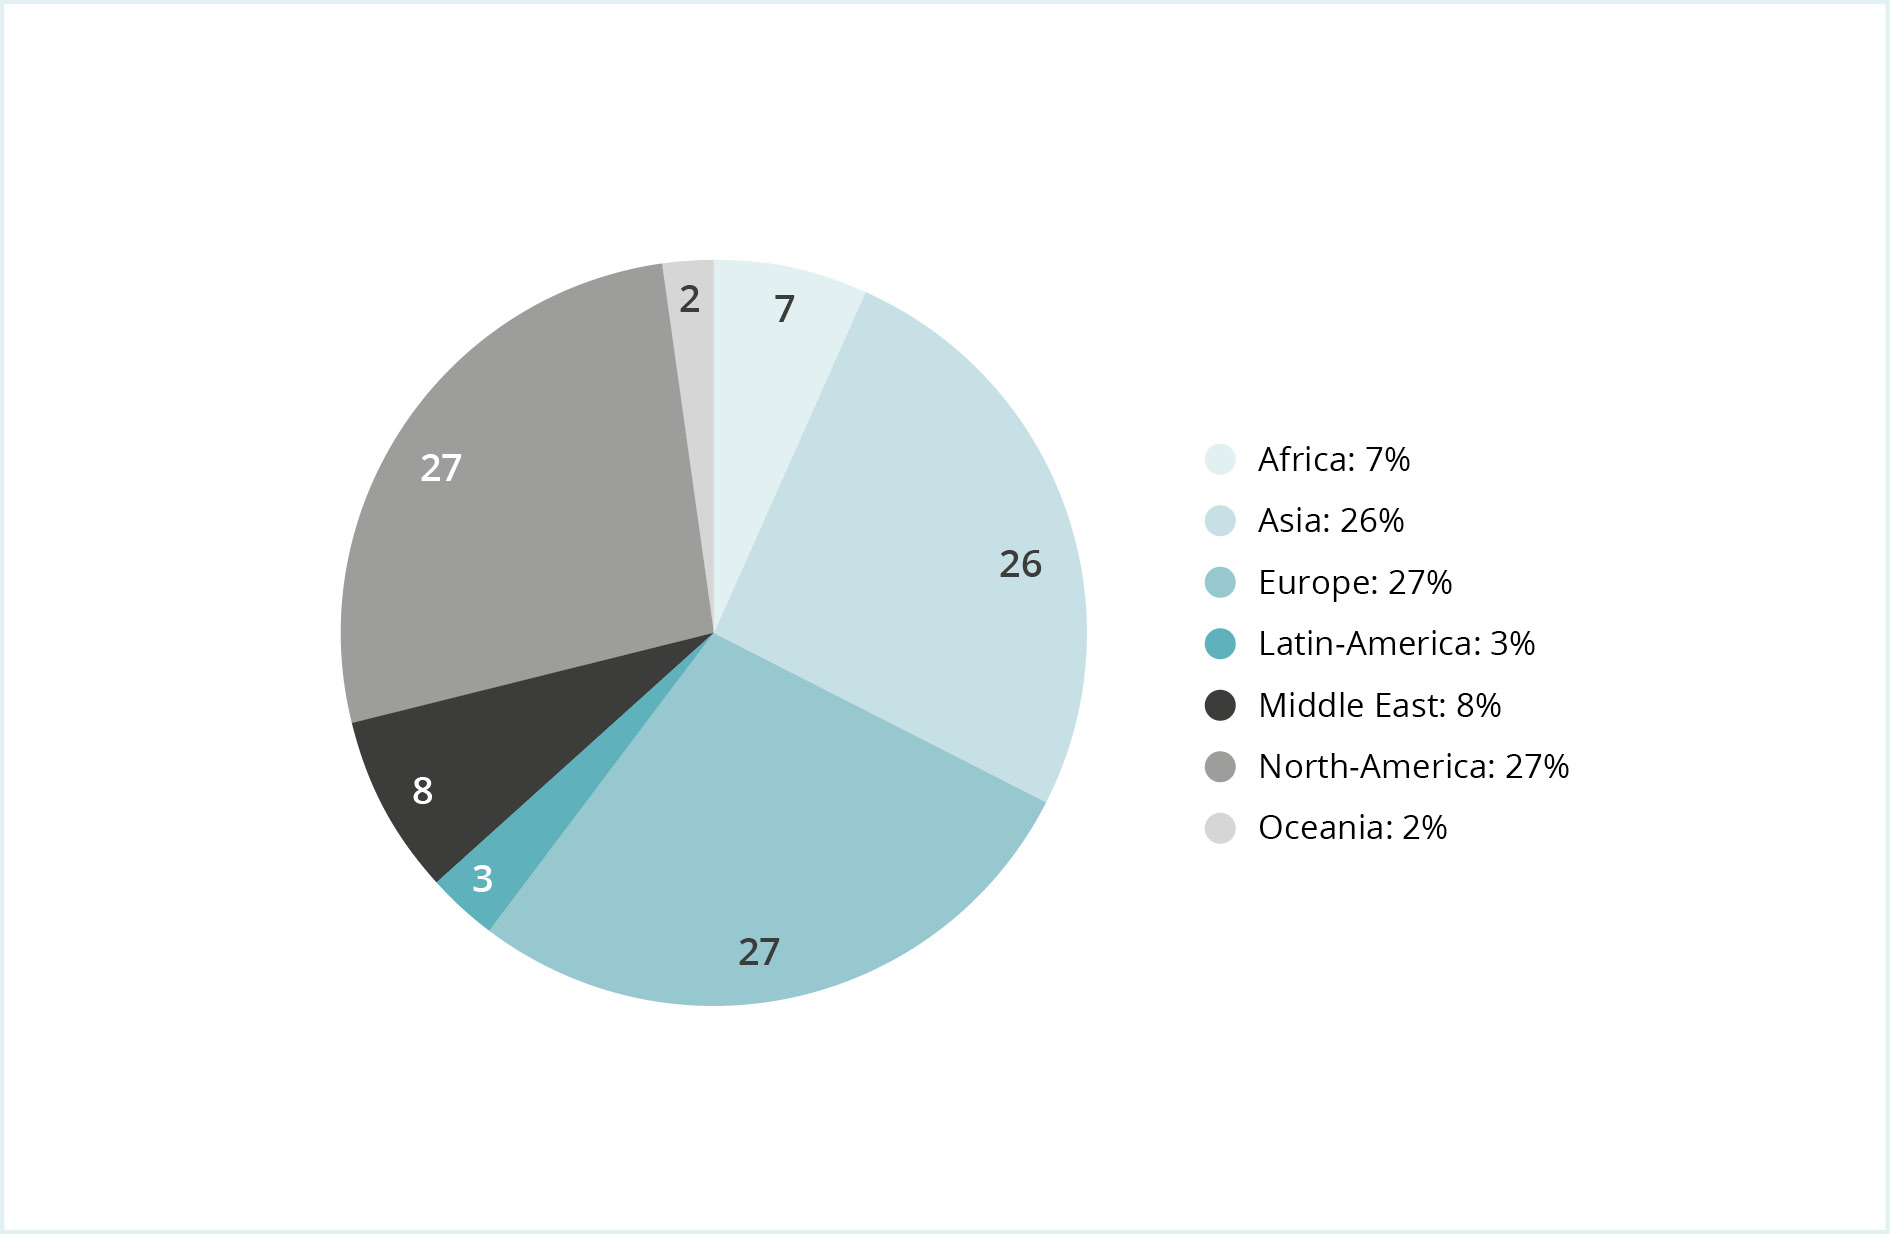 2
7
27
26
8
3
27
Africa: 7%
Asia: 26%
Europe: 27%
Latin-America: 3%
Middle East: 8%
North-America: 27%
Oceania: 2%